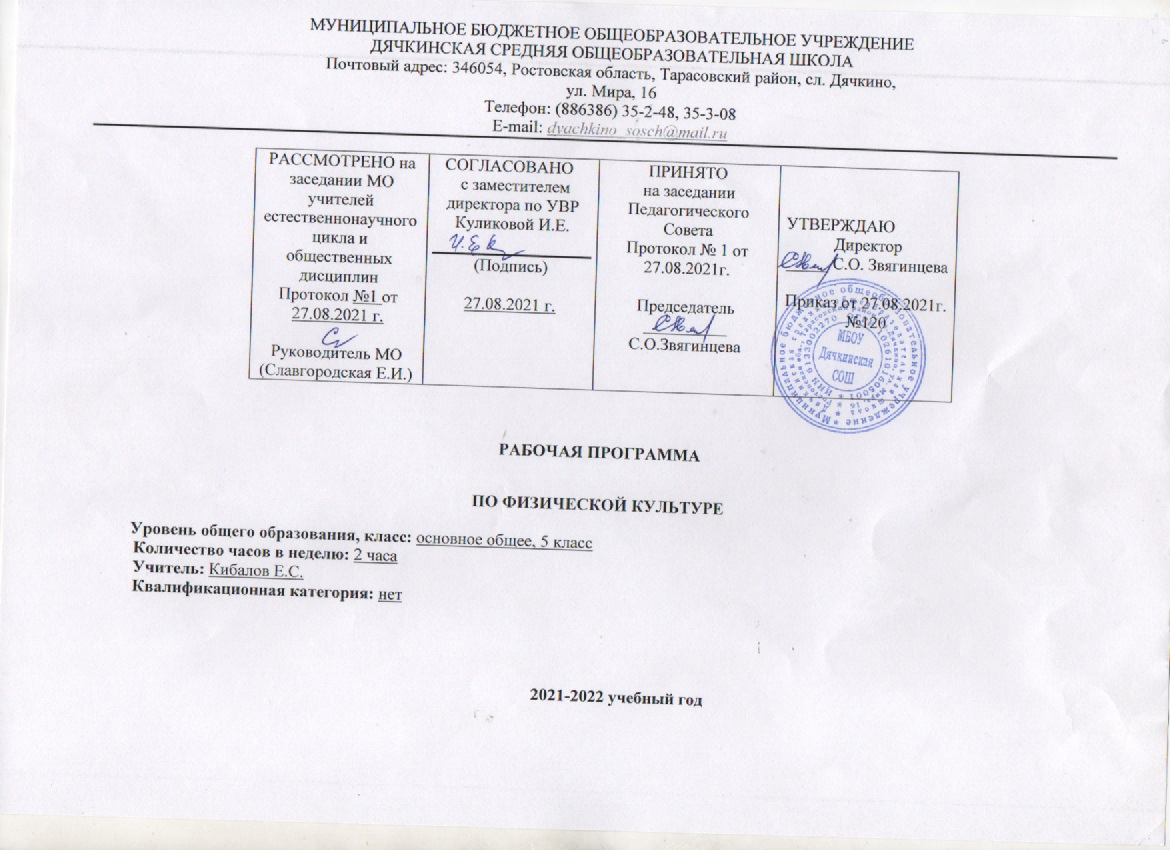 МУНИЦИПАЛЬНОЕ БЮДЖЕТНОЕ ОБЩЕОБРАЗОВАТЕЛЬНОЕ УЧРЕЖДЕНИЕ
ДЯЧКИНСКАЯ СРЕДНЯЯ ОБЩЕОБРАЗОВАТЕЛЬНАЯ ШКОЛА
Почтовый адрес: 346054, Ростовская область, Тарасовский район, сл. Дячкино,
ул. Мира, 16
Телефон: (886386) 35-2-48, 35-3-08
E-mail: dyachkino_sosch@mail.ru
РАССМОТРЕНО на
заседании МО
учителей
естественнонаучного
цикла и
общественных
дисциплин
Протокол №1 от
27.08.2021 г.
Руководитель МО
(Славгородская Е.И.)
СОГЛАСОВАНО
с заместителем
директора по УВР
Куликовой И.Е.
(Подпись)
27.08.2021 г.
ПРИНЯТО
на заседании
Педагогического
Совета
Протокол № 1 от
27.08.2021г.
Председатель
С.О.Звягинцева
УТВЕРЖДАЮ
Директор
С.О. Звягинцева
Приказ от 27.08.2021г.
№120
МБОУ
Дячкинская
СОШ
РАБОЧАЯ ПРОГРАММА
ПО ФИЗИЧЕСКОЙ КУЛЬТУРЕ
Уровень общего образования, класс: основное общее, 5 класс
Количество часов в неделю: 2 часа
Учитель: Кибалов Е.С.
Квалификационная категория: нет
2021-2022 учебный год